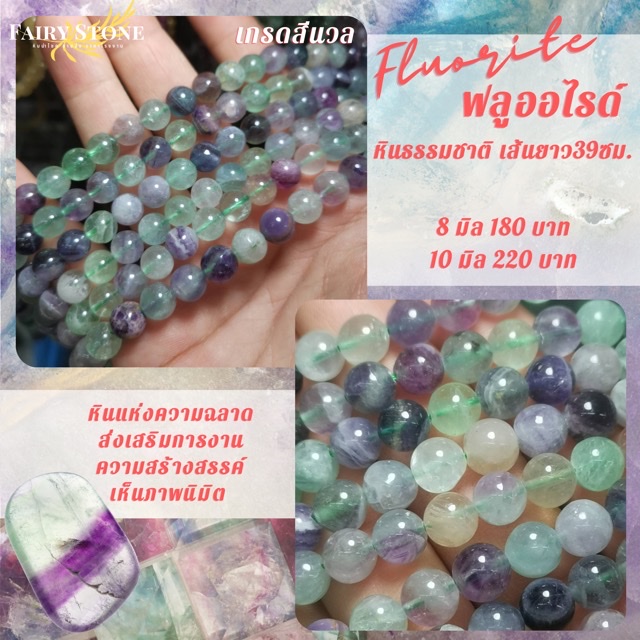 FAIRY STONE
เกรดสีนวล
Fluorite
ฟลูออไรด์
หินธรรมชาติ เส้นยาว39ซม.
8 มิล 180 บาท
10 มิล 220 บาท
หินแห่งความฉลาด
ส่งเสริมการงาน
ความสร้างสรรค์
เห็นภาพนิมิต